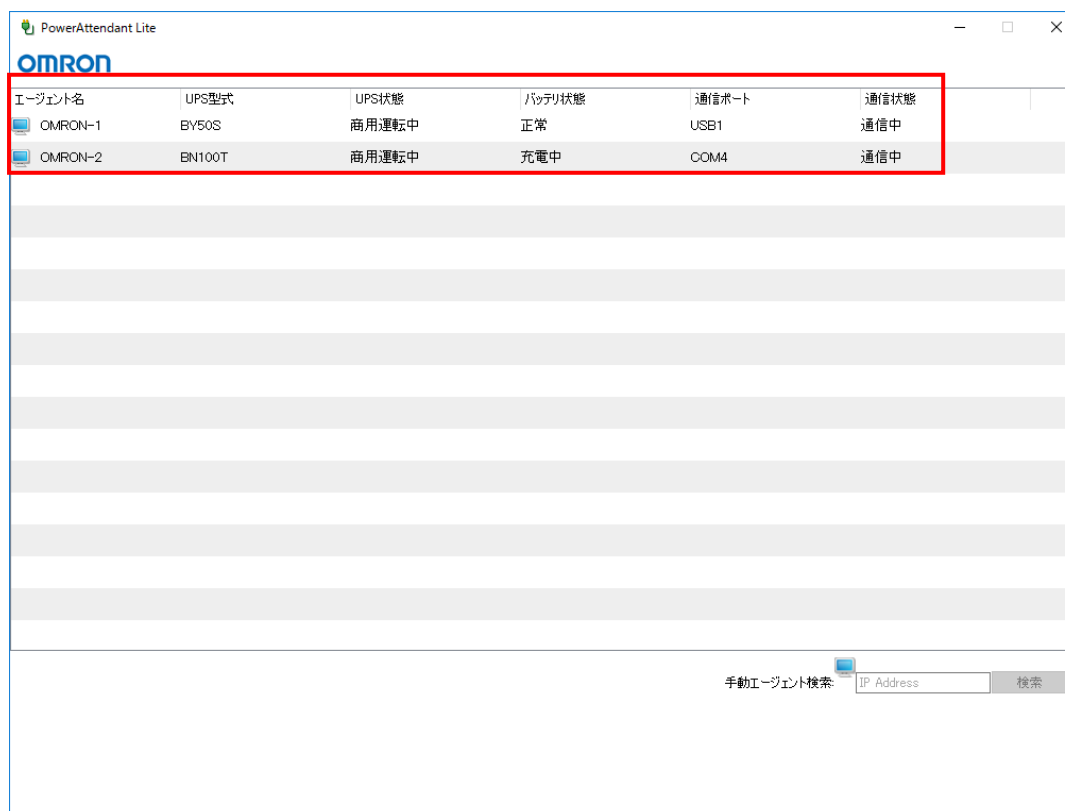 PowerAttendant Lite
OMRON
エージェント名 UPS型式 UPS状態 バッテリ状態 通信ポート 通信状態
OMRON-1 BY50S 商用運転中 正常 USB1 通信中
OMRON-2 BN100T 商用運転中 充電中 COM4 通信中
手動エージェント検索: IP Address 検索